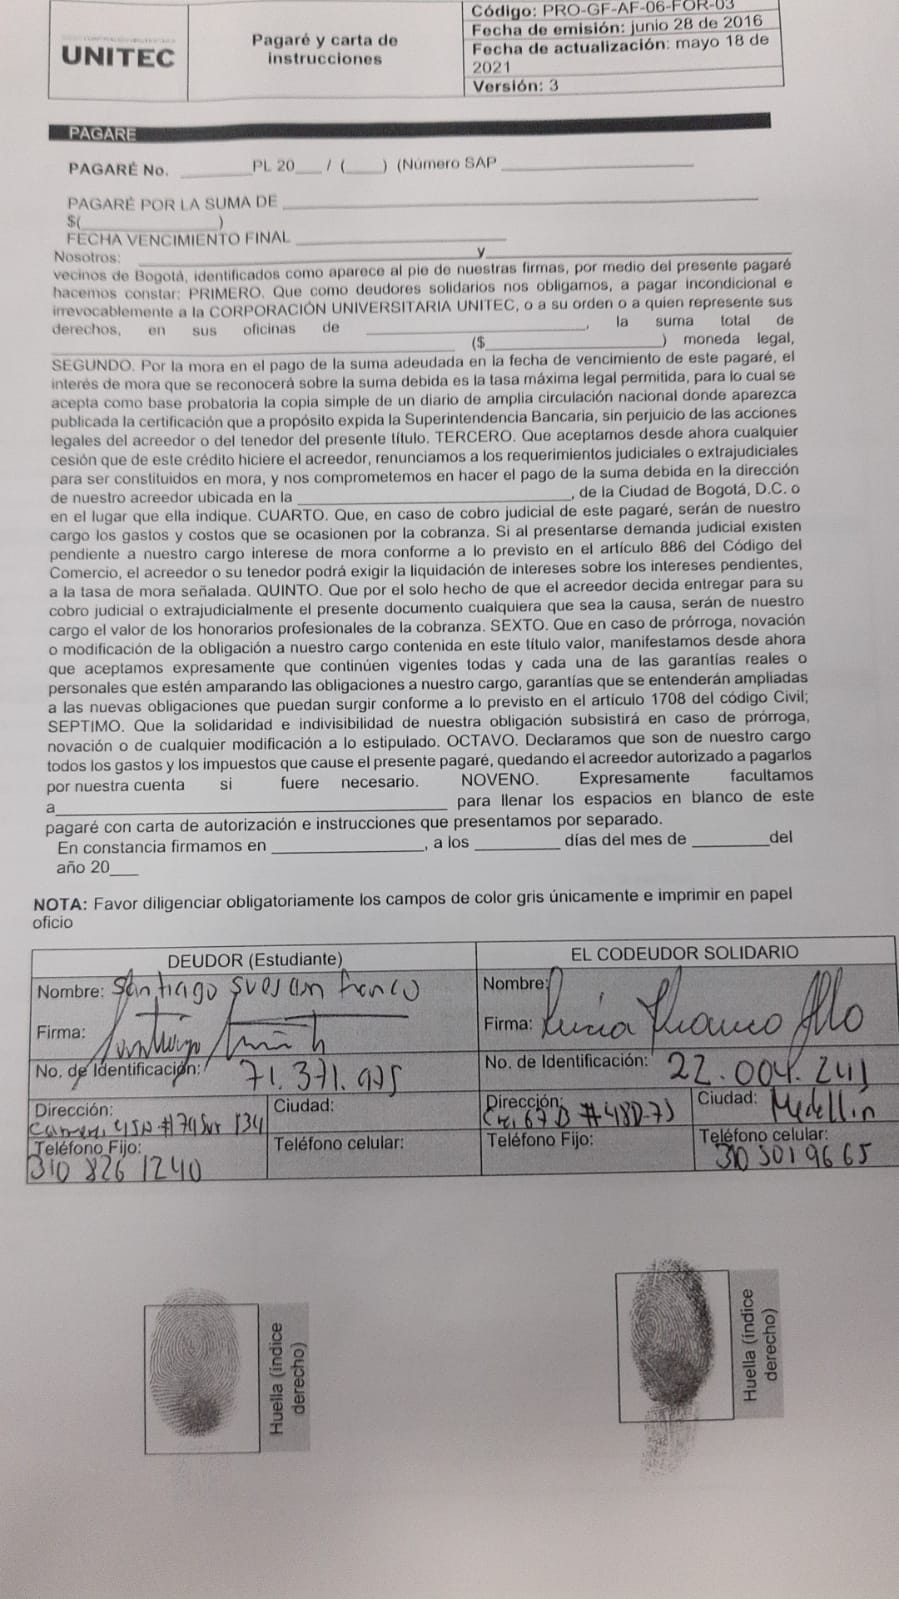 UNITEC
Pagaré y carta de
instrucciones
Código: PRO-GF-AF-06-FOR-03
Fecha de emisión: junio 28 de 2016
Fecha de actualización: mayo 18 de
2021
Versión: 3
PAGARE
PAGARÉ No. ________PL 20___ / (____) (Número SAP ______________________
PAGARÉ POR LA SUMA DE ______________________
$(________________)
FECHA VENCIMIENTO FINAL ______________________
Nosotros: ______________________y______________________
vecinos de Bogotá, identificados como aparece al pie de nuestras firmas, por medio del presente pagaré
hacemos constar: PRIMERO. Que como deudores solidarios nos obligamos, a pagar incondicional e
irrevocablemente a la CORPORACIÓN UNIVERSITARIA UNITEC, o a su orden o a quien represente sus
derechos, en sus oficinas de ______________________, la suma total de
______________________ ($______________________) moneda legal,
SEGUNDO. Por la mora en el pago de la suma adeudada en la fecha de vencimiento de este pagaré, el
interés de mora que se reconocerá sobre la suma debida es la tasa máxima legal permitida, para lo cual se
acepta como base probatoria la copia simple de un diario de amplia circulación nacional donde aparezca
publicada la certificación que a propósito expida la Superintendencia Bancaria, sin perjuicio de las acciones
legales del acreedor o del tenedor del presente título. TERCERO. Que aceptamos desde ahora cualquier
cesión que de este crédito hiciere el acreedor, renunciamos a los requerimientos judiciales o extrajudiciales
para ser constituidos en mora, y nos comprometemos en hacer el pago de la suma debida en la dirección
de nuestro acreedor ubicada en la ______________________, de la Ciudad de Bogotá, D.C. o
en el lugar que ella indique. CUARTO. Que, en caso de cobro judicial de este pagaré, serán de nuestro
cargo los gastos y costos que se ocasionen por la cobranza. Si al presentarse demanda judicial existen
pendiente a nuestro cargo interese de mora conforme a lo previsto en el artículo 886 del Código del
Comercio, el acreedor o su tenedor podrá exigir la liquidación de intereses sobre los intereses pendientes,
a la tasa de mora señalada. QUINTO. Que por el solo hecho de que el acreedor decida entregar para su
cobro judicial o extrajudicialmente el presente documento cualquiera que sea la causa, serán de nuestro
cargo el valor de los honorarios profesionales de la cobranza. SEXTO. Que en caso de prórroga, novación
o modificación de la obligación a nuestro cargo contenida en este título valor, manifestamos desde ahora
que aceptamos expresamente que continúen vigentes todas y cada una de las garantías reales o
personales que estén amparando las obligaciones a nuestro cargo, garantías que se entenderán ampliadas
a las nuevas obligaciones que puedan surgir conforme a lo previsto en el artículo 1708 del código Civil;
SEPTIMO. Que la solidaridad e indivisibilidad de nuestra obligación subsistirá en caso de prórroga,
novación o de cualquier modificación a lo estipulado. OCTAVO. Declaramos que son de nuestro cargo
todos los gastos y los impuestos que cause el presente pagaré, quedando el acreedor autorizado a pagarlos
por nuestra cuenta si fuere necesario. NOVENO. Expresamente facultamos
a______________________ para llenar los espacios en blanco de este
pagaré con carta de autorización e instrucciones que presentamos por separado.
En constancia firmamos en ________________, a los _________ días del mes de ________del
año 20___
NOTA: Favor diligenciar obligatoriamente los campos de color gris únicamente e imprimir en papel
oficio
DEUDOR (Estudiante)
EL CODEUDOR SOLIDARIO
Nombre: Santiago Suescun Franco
Nombre:
Firma:
Firma:
No. de Identificación: 71.371.975
No. de Identificación: 22.004.241
Dirección:
Ciudad:
Dirección:
Ciudad: Medellín
#48D-73
Teléfono Fijo:
Teléfono celular:
Teléfono Fijo:
Teléfono celular:
310 826 1240
310 501 9665
Huella (índice
derecho)
Huella (índice
derecho)